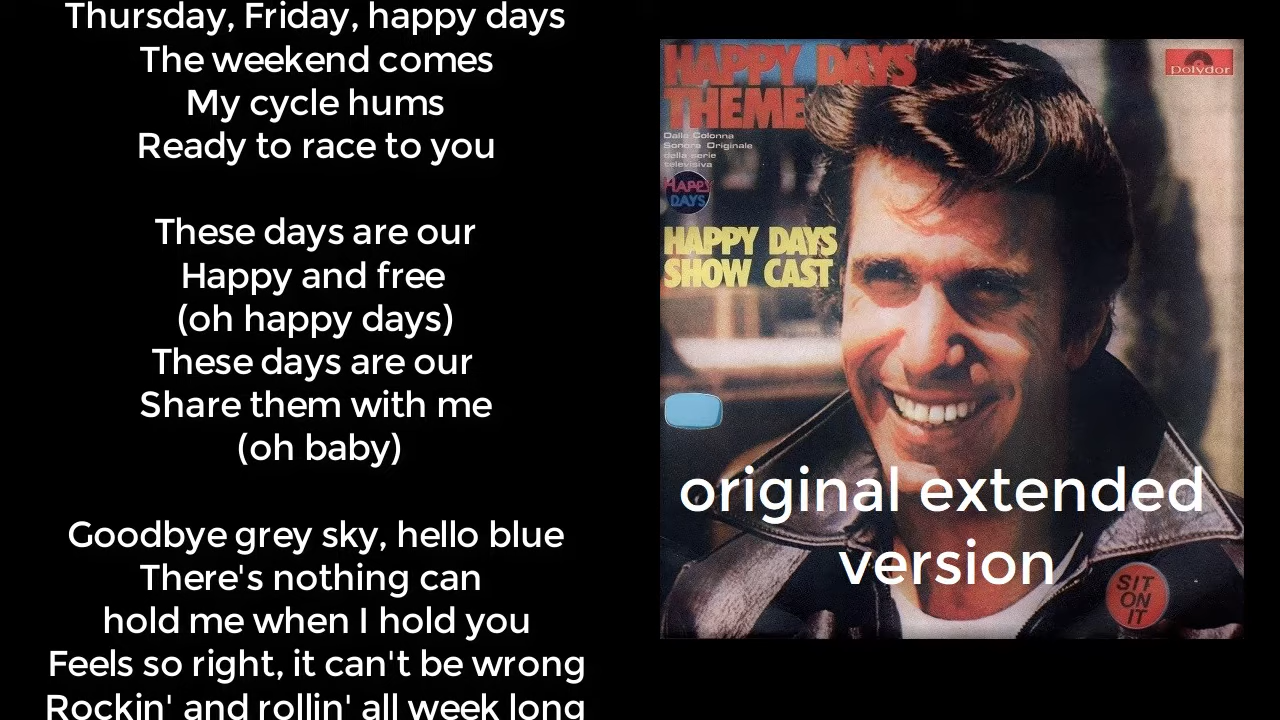 Thursday, Friday, happy days
The weekend comes
My cycle hums
Ready to race to you
These days are our
Happy and free
(oh happy days)
These days are our
Share them with me
(oh baby)
Goodbye grey sky, hello blue
There's nothing can
hold me when I hold you
Feels so right, it can't be wrong
Rockin' and rollin' all week long
HAPPY DAYS
THEME
Polydor
Dalla Colonna
Sonora Originale
della serie
televisiva
HAPPY
DAYS
HAPPY DAYS
SHOW CAST
original extended
version
SIT
ON
IT